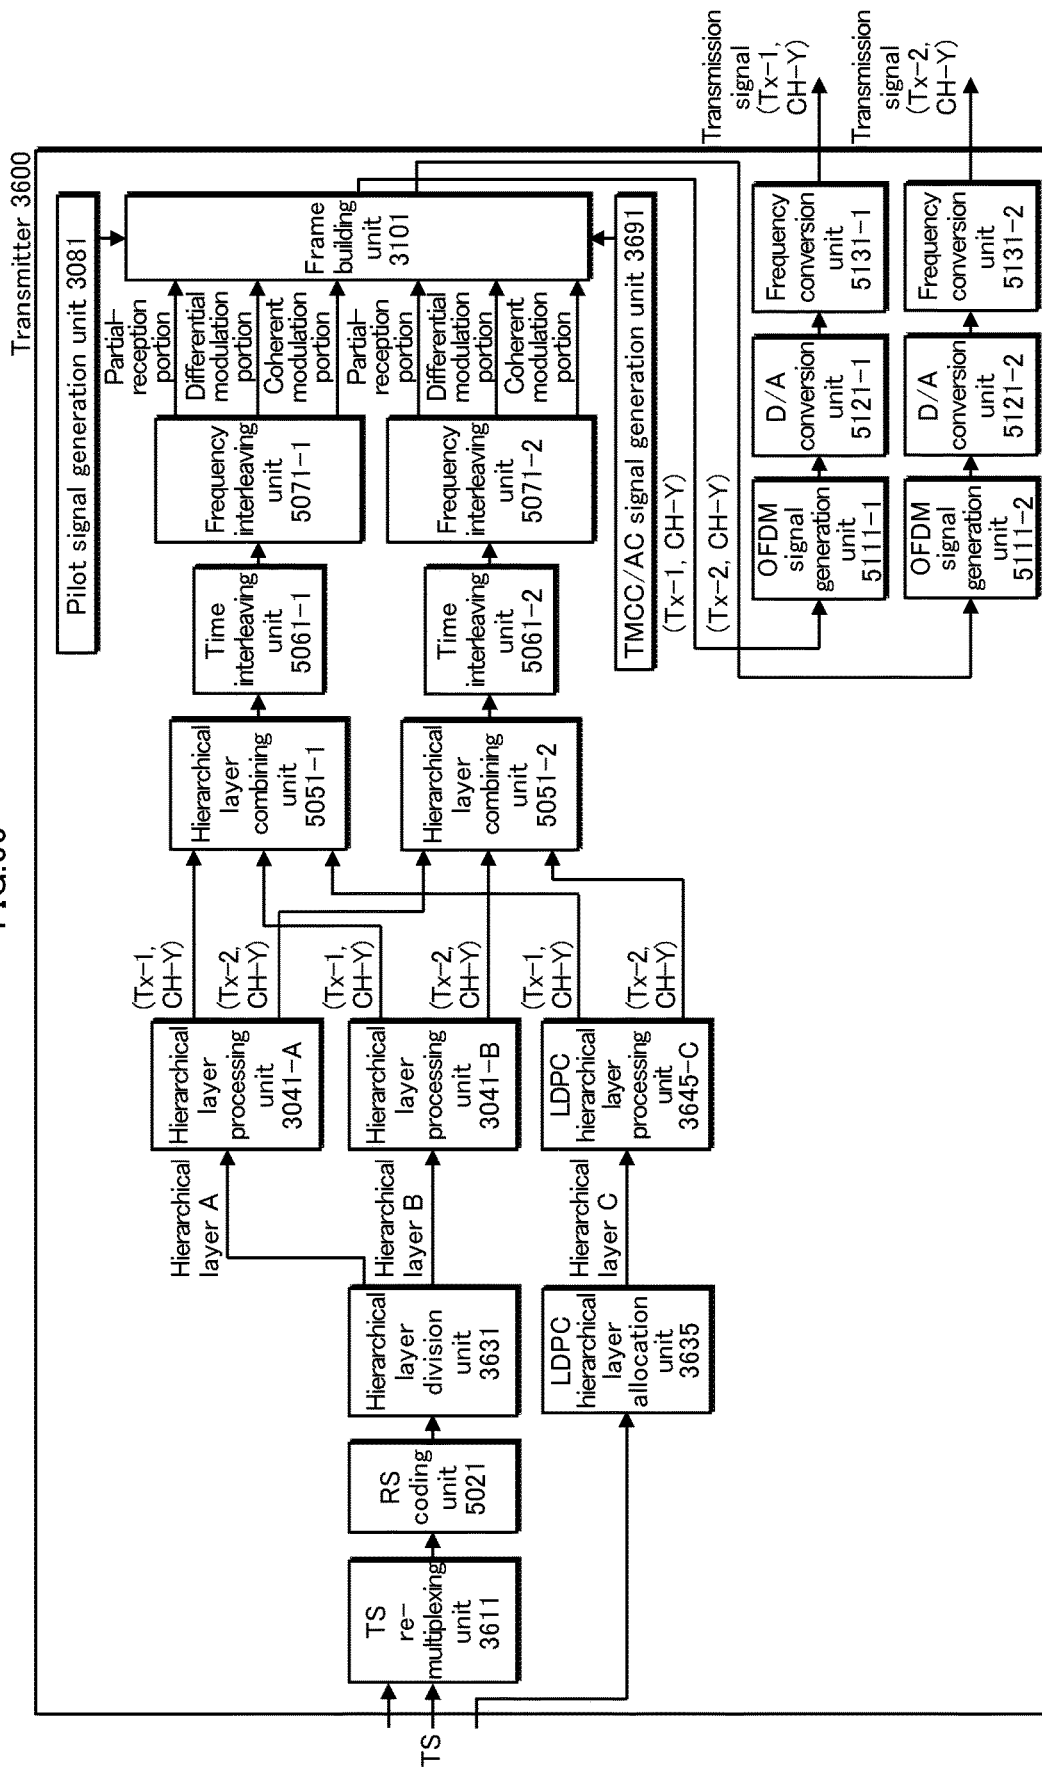 Transmitter 3600
Pilot signal generation unit 3081
TS
TS
re-
multiplexing
unit
3611
RS
coding
unit
5021
Hierarchical
layer
division
unit
3631
LDPC
hierarchical
layer
allocation
unit
3635
Hierarchical
layer A
Hierarchical
layer B
Hierarchical
layer C
Hierarchical
layer
processing
unit
3041-A
Hierarchical
layer
processing
unit
3041-B
LDPC
hierarchical
layer
processing
unit
3645-C
(Tx-1,
CH-Y)
(Tx-2,
CH-Y)
(Tx-1,
CH-Y)
(Tx-2,
CH-Y)
(Tx-1,
CH-Y)
(Tx-2,
CH-Y)
Hierarchical
layer
combining
unit
5051-1
Hierarchical
layer
combining
unit
5051-2
Time
interleaving
unit
5061-1
Time
interleaving
unit
5061-2
Frequency
interleaving
unit
5071-1
Frequency
interleaving
unit
5071-2
Partial-
reception
portion
Differential
modulation
portion
Coherent
modulation
portion
Partial-
reception
portion
Differential
modulation
portion
Coherent
modulation
portion
Frame
building
unit
3101
TMCC/AC signal generation unit 3691
(Tx-1, CH-Y)
(Tx-2, CH-Y)
OFDM
signal
generation
unit
5111-1
D/A
conversion
unit
5121-1
Frequency
conversion
unit
5131-1
Transmission
signal
(Tx-1,
CH-Y)
OFDM
signal
generation
unit
5111-2
D/A
conversion
unit
5121-2
Frequency
conversion
unit
5131-2
Transmission
signal
(Tx-2,
CH-Y)